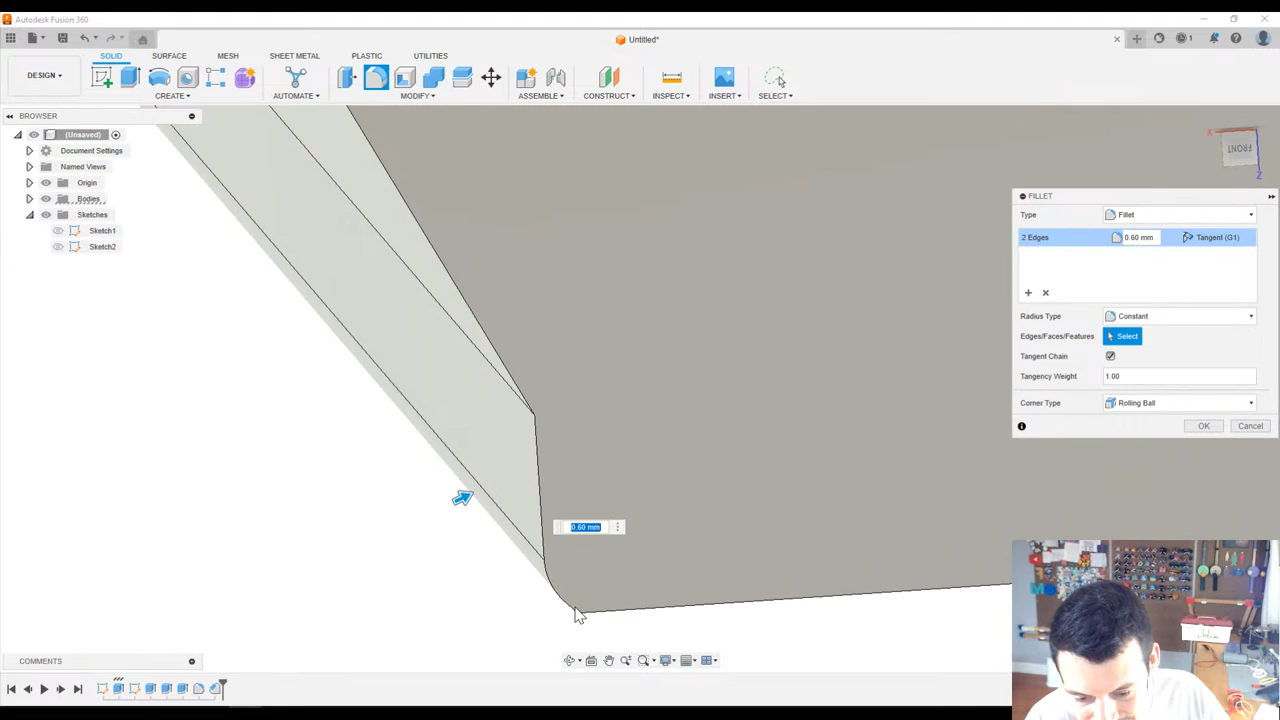 Autodesk Fusion 360
Untitled*
1
DESIGN
SOLID
SURFACE
MESH
SHEET METAL
PLASTIC
UTILITIES
CREATE
AUTOMATE
MODIFY
ASSEMBLE
CONSTRUCT
INSPECT
INSERT
SELECT
BROWSER
(Unsaved)
Document Settings
Named Views
Origin
Bodies
Sketches
Sketch1
Sketch2
X
FRONT
Z
FILLET
Type
Fillet
2 Edges
0.60 mm
Tangent (G1)
Radius Type
Constant
Edges/Faces/Features
Select
Tangent Chain
Tangency Weight
1.00
Corner Type
Rolling Ball
OK
Cancel
0.60 mm
COMMENTS